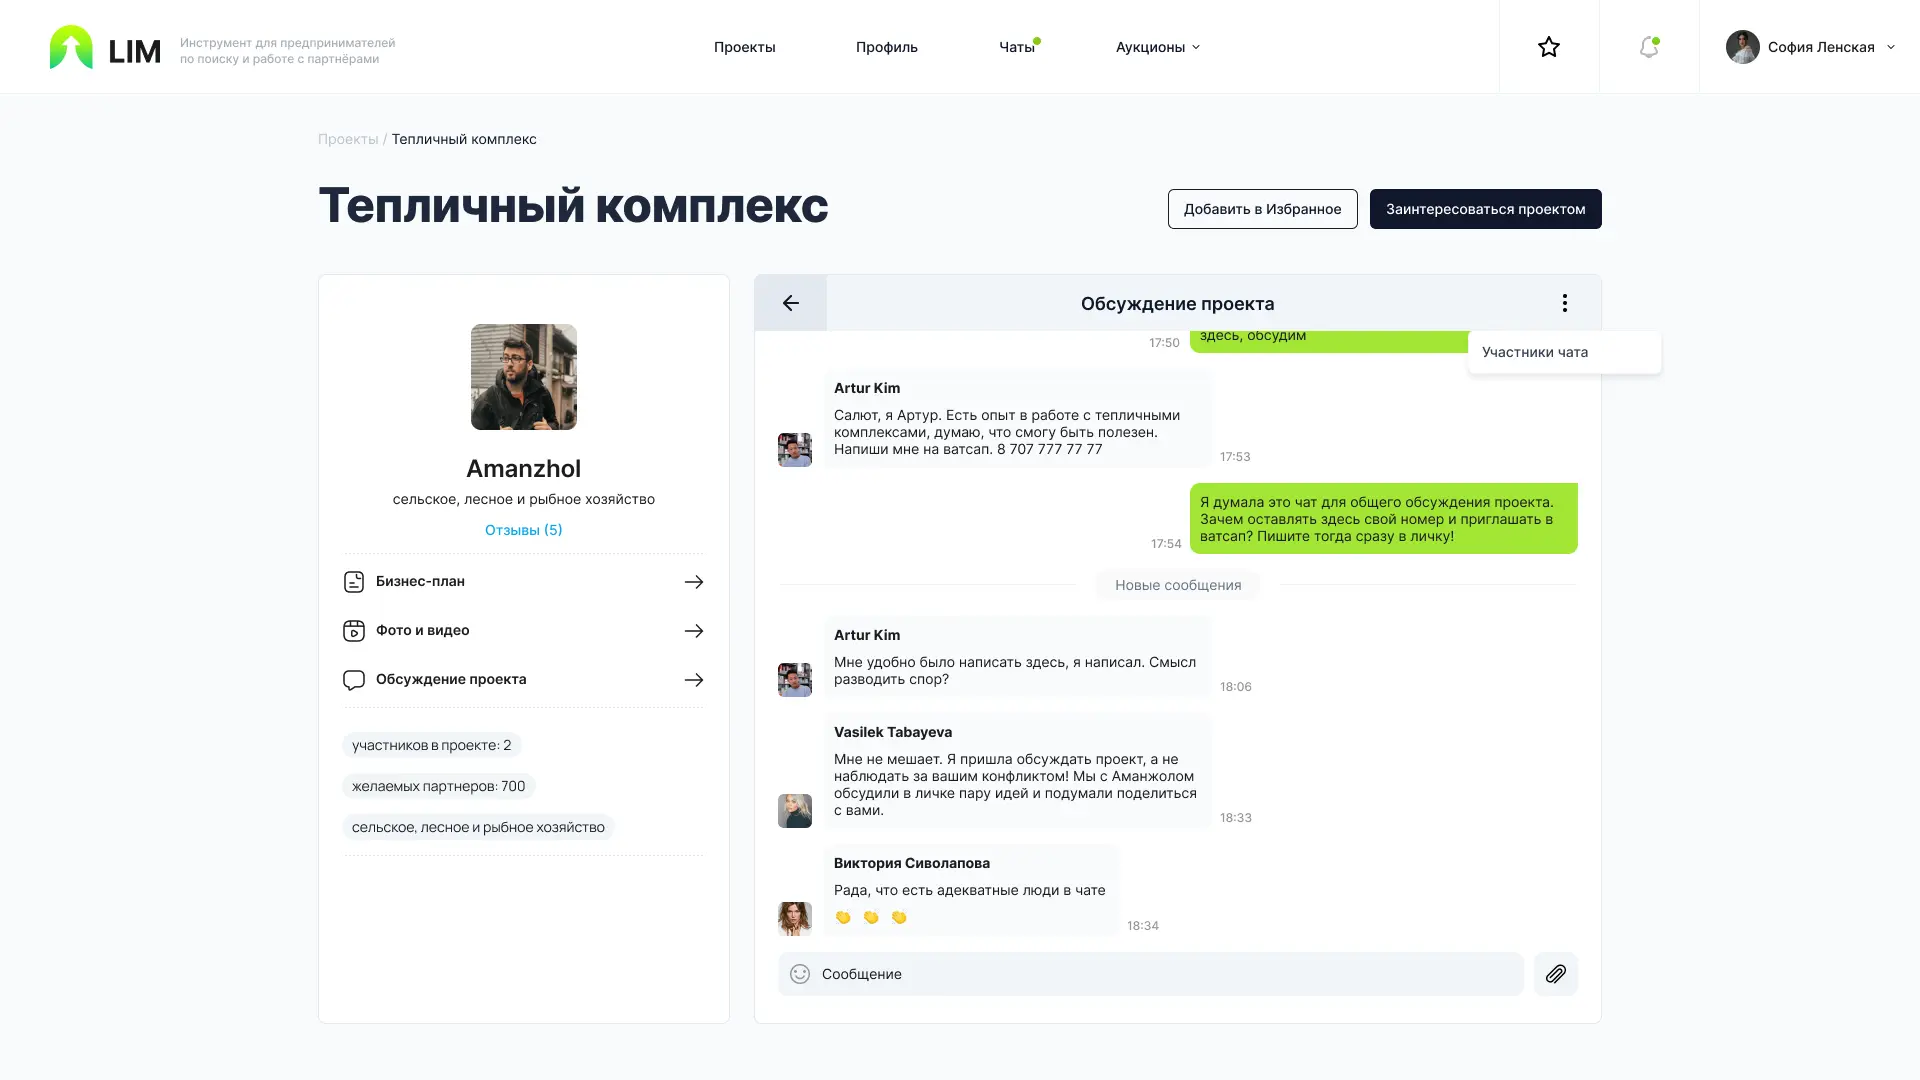 LIM
Инструмент для предпринимателей
по поиску и работе с партнёрами
Проекты
Профиль
Чаты
Аукционы
София Ленская
Проекты / Тепличный комплекс
Тепличный комплекс
Добавить в Избранное
Заинтересоваться проектом
Amanzhol
сельское, лесное и рыбное хозяйство
Отзывы (5)
Бизнес-план
Фото и видео
Обсуждение проекта
участников в проекте: 2
желаемых партнеров: 700
сельское, лесное и рыбное хозяйство
Обсуждение проекта
Участники чата
здесь, обсудим
17:50
Artur Kim
Салют, я Артур. Есть опыт в работе с тепличными
комплексами, думаю, что смогу быть полезен.
Напиши мне на ватсап. 8 707 777 77 77
17:53
Я думала это чат для общего обсуждения проекта.
Зачем оставлять здесь свой номер и приглашать в
ватсап? Пишите тогда сразу в личку!
17:54
Новые сообщения
Artur Kim
Мне удобно было написать здесь, я написал. Смысл
разводить спор?
18:06
Vasilek Tabayeva
Мне не мешает. Я пришла обсуждать проект, а не
наблюдать за вашим конфликтом! Мы с Аманжолом
обсудили в личке пару идей и подумали поделиться
с вами.
18:33
Виктория Сиволапова
Рада, что есть адекватные люди в чате
👏 👏 👏
18:34
Сообщение